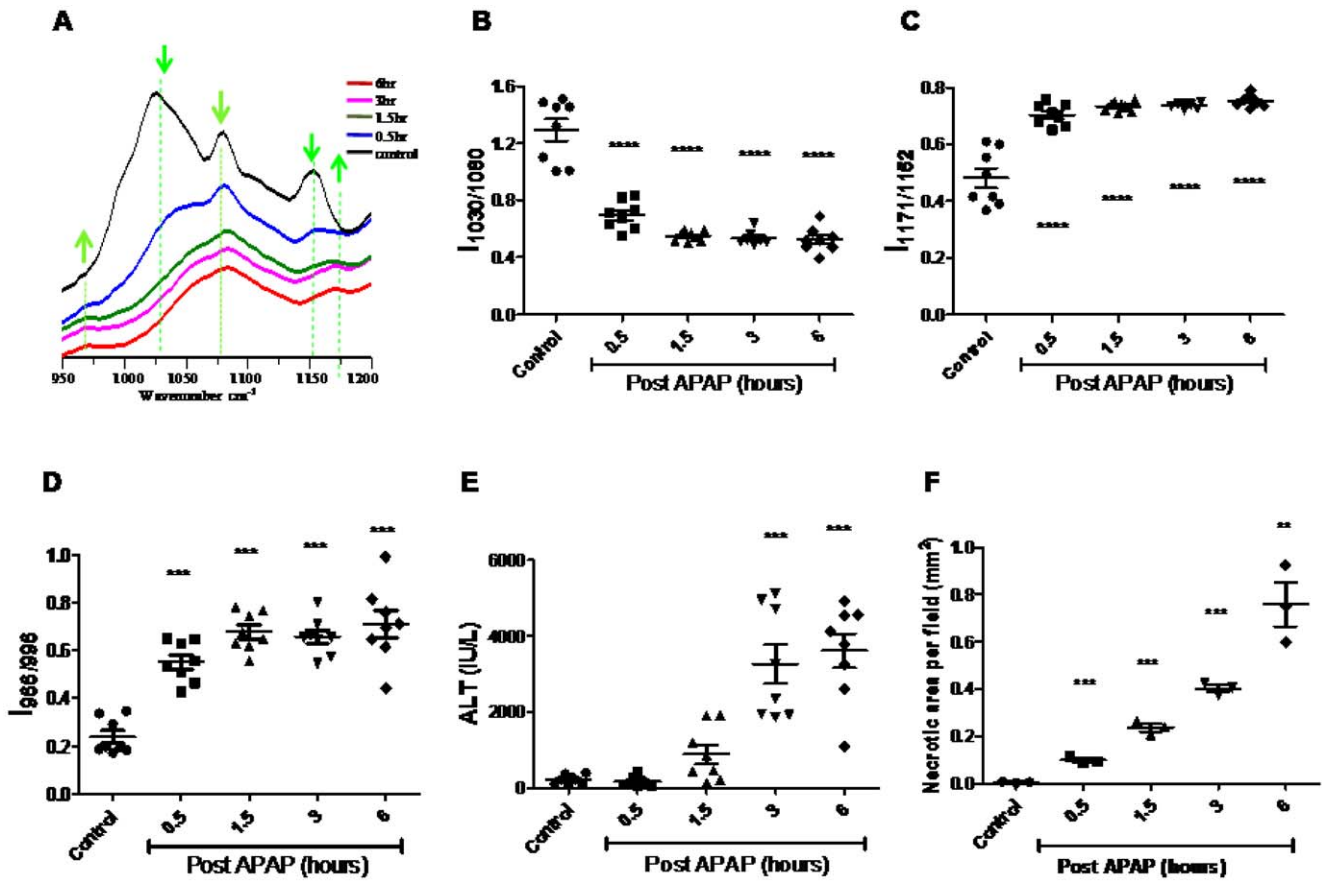 A
6hr
3hr
1.5hr
0.5hr
control
950 1000 1050 1100 1150 1200
Wavenumber cm-1
B
I1030/1080
1.6
1.2
0.8
0.4
0.0
****
****
****
****
Control
0.5
1.5
3
6
Post APAP (hours)
C
I1171/1152
0.8
0.6
0.4
0.2
0.0
****
****
****
****
Control
0.5
1.5
3
6
Post APAP (hours)
D
I966/996
1.0
0.8
0.6
0.4
0.2
0.0
***
***
***
***
Control
0.5
1.5
3
6
Post APAP (hours)
E
ALT (IU/L)
6000
4000
2000
0
***
***
Control
0.5
1.5
3
6
Post APAP (hours)
F
Necrotic area per field (mm²)
1.0
0.8
0.6
0.4
0.2
0.0
***
***
***
**
Control
0.5
1.5
3
6
Post APAP (hours)